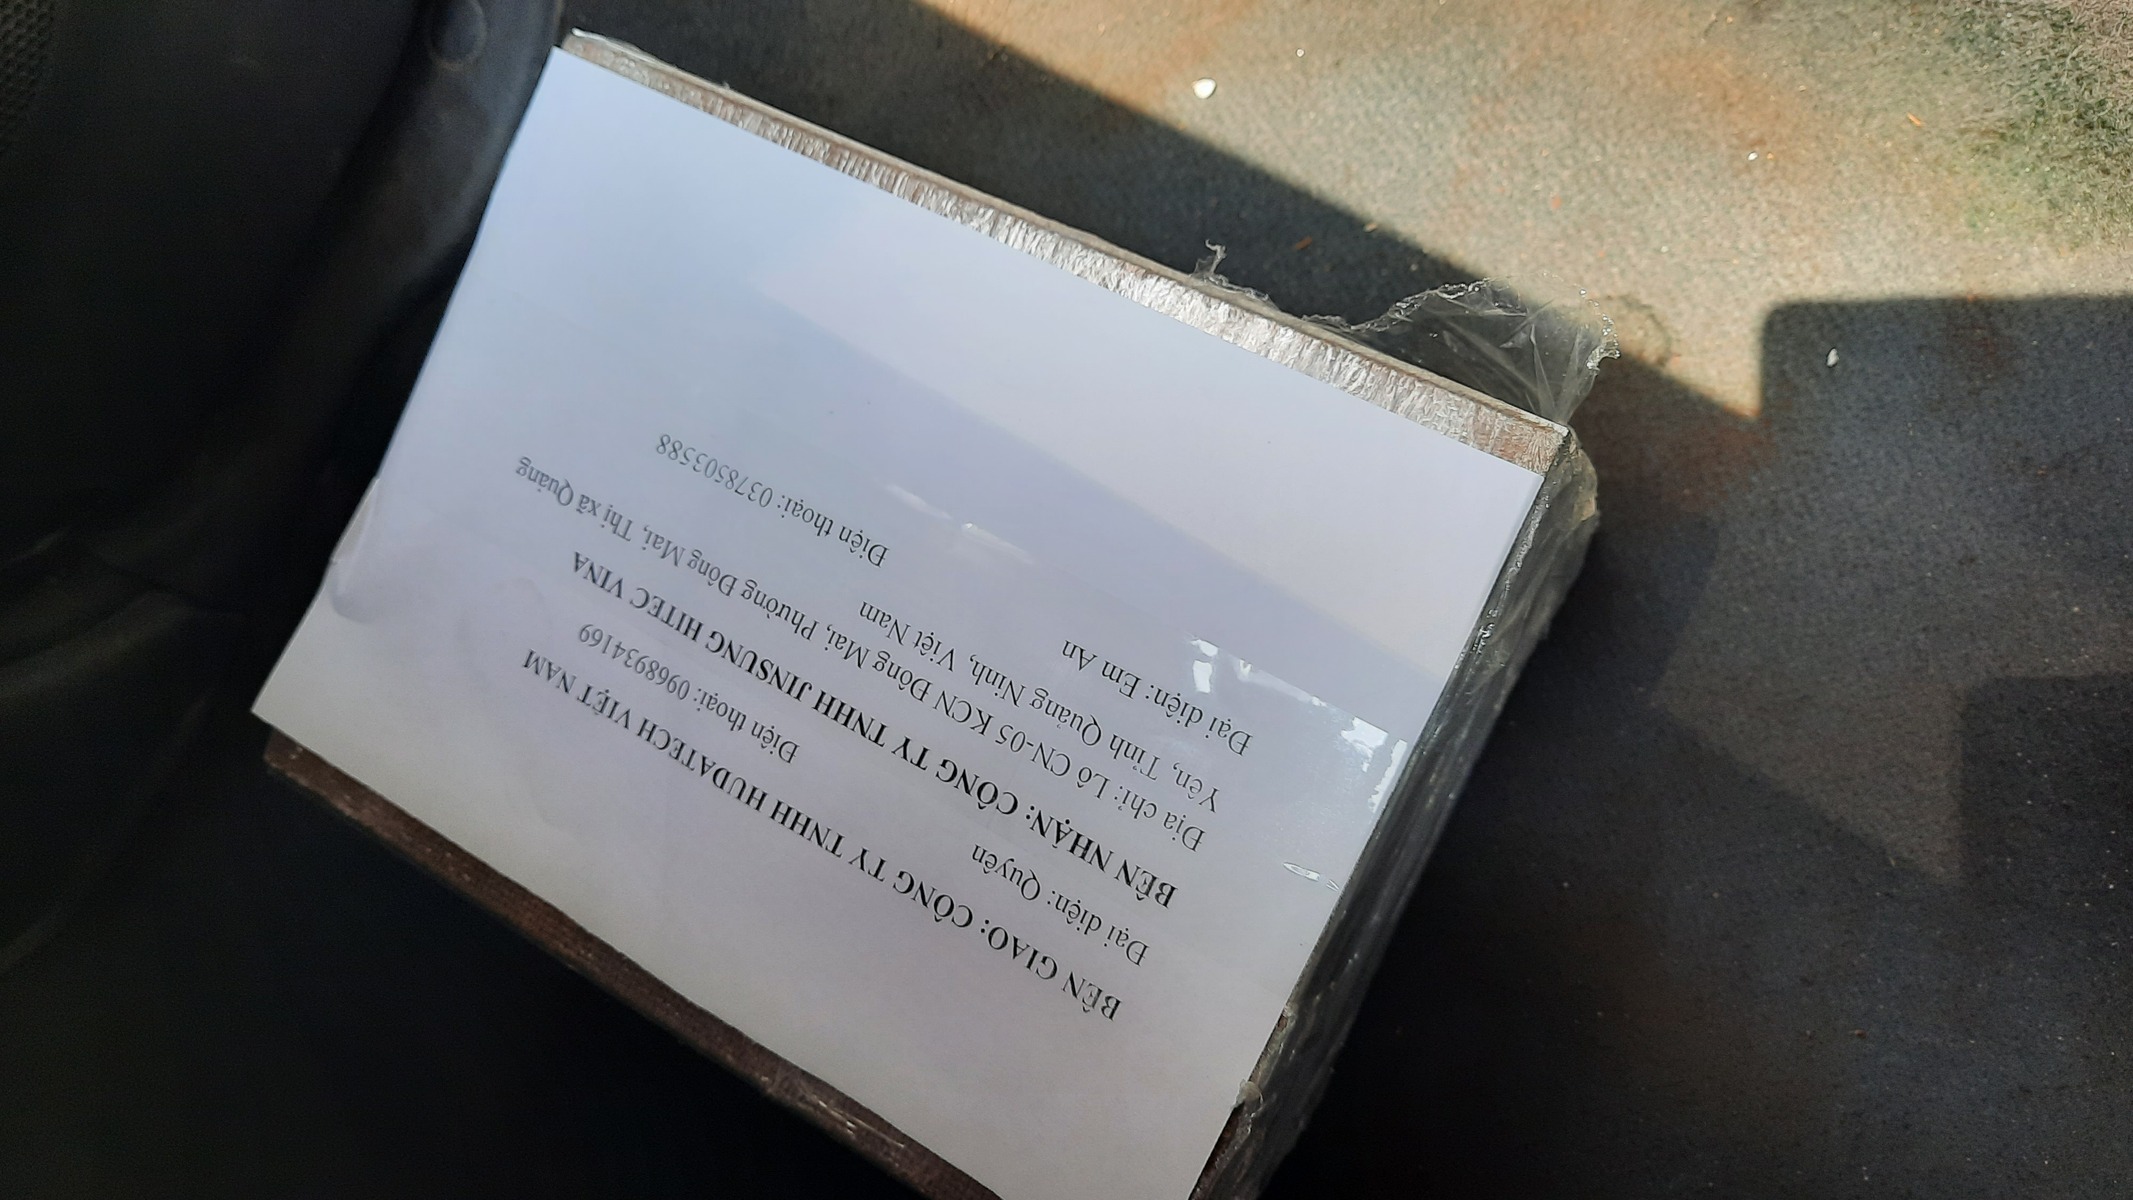 BÊN GIAO: CÔNG TY TNHH HUDATECH VIỆT NAM
Đại diện: Quyên Điện thoại: 0968934169
BÊN NHẬN: CÔNG TY TNHH JINSUNG HITEC VINA
Địa chỉ: Lô CN-05 KCN Đông Mai, Phường Đông Mai, Thị xã Quảng
Yên, Tỉnh Quảng Ninh, Việt Nam
Đại diện: Em An Điện thoại: 0378503588